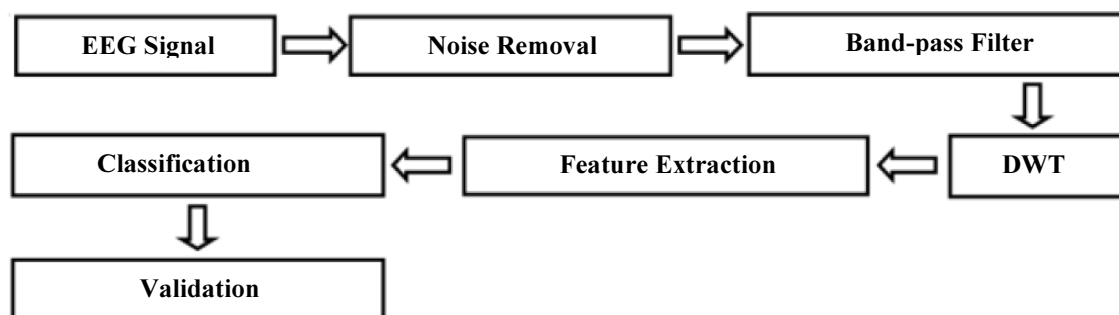 EEG Signal
Noise Removal
Band-pass Filter
DWT
Feature Extraction
Classification
Validation